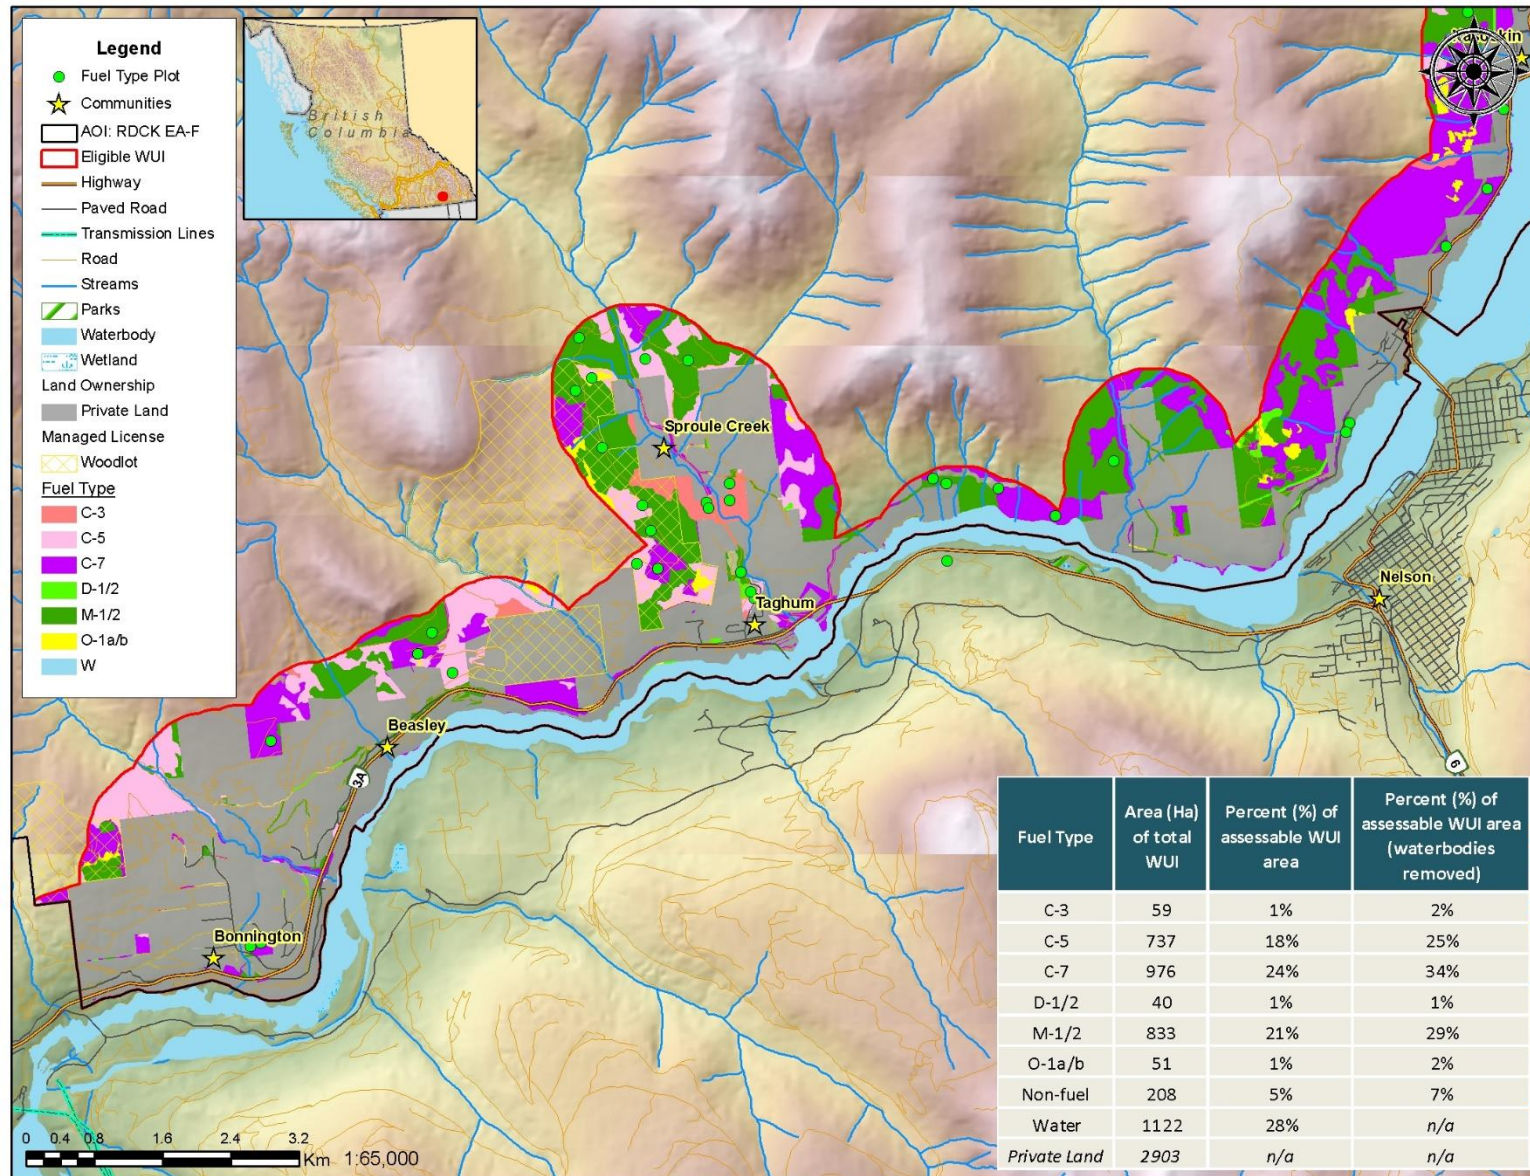 Legend
Fuel Type Plot
Communities
AOI: RDCK EA-F
Eligible WUI
Highway
Paved Road
Transmission Lines
Road
Streams
Parks
Waterbody
Wetland
Land Ownership
Private Land
Managed License
Woodlot
Fuel Type
C-3
C-5
C-7
D-1/2
M-1/2
O-1a/b
W
British
Columbia
Sproule Creek
Taghum
Nelson
Beasley
3A
6
Bonnington
0 0.4 0.8 1.6 2.4 3.2
Km 1:65,000
Fuel Type Area (Ha) of total WUI Percent (%) of assessable WUI area Percent (%) of assessable WUI area (waterbodies removed)
C-3 59 1% 2%
C-5 737 18% 25%
C-7 976 24% 34%
D-1/2 40 1% 1%
M-1/2 833 21% 29%
O-1a/b 51 1% 2%
Non-fuel 208 5% 7%
Water 1122 28% n/a
Private Land 2903 n/a n/a